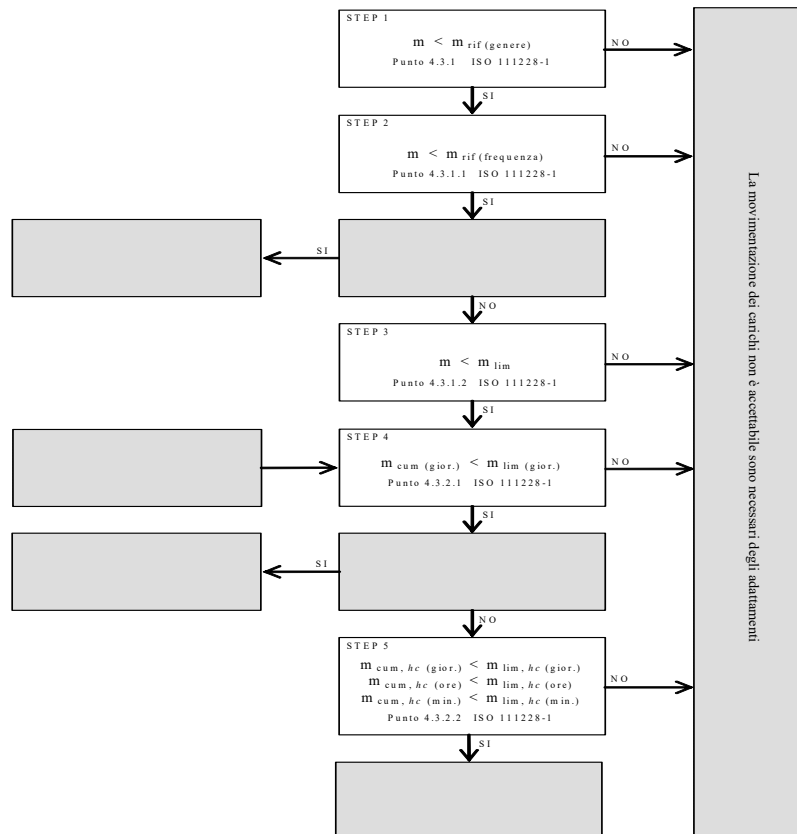 STEP 1
m < m rif (genere)
Punto 4.3.1 ISO 111228-1
NO
SI
STEP 2
m < m rif (frequenza)
Punto 4.3.1.1 ISO 111228-1
NO
SI
SI
NO
STEP 3
m < m lim
Punto 4.3.1.2 ISO 111228-1
NO
SI
STEP 4
m cum (gior.) < m lim (gior.)
Punto 4.3.2.1 ISO 111228-1
NO
SI
SI
NO
STEP 5
m cum, hc (gior.) < m lim, hc (gior.)
m cum, hc (ore) < m lim, hc (ore)
m cum, hc (min.) < m lim, hc (min.)
Punto 4.3.2.2 ISO 111228-1
NO
SI
La movimentazione dei carichi non è accettabile sono necessari degli adattamenti